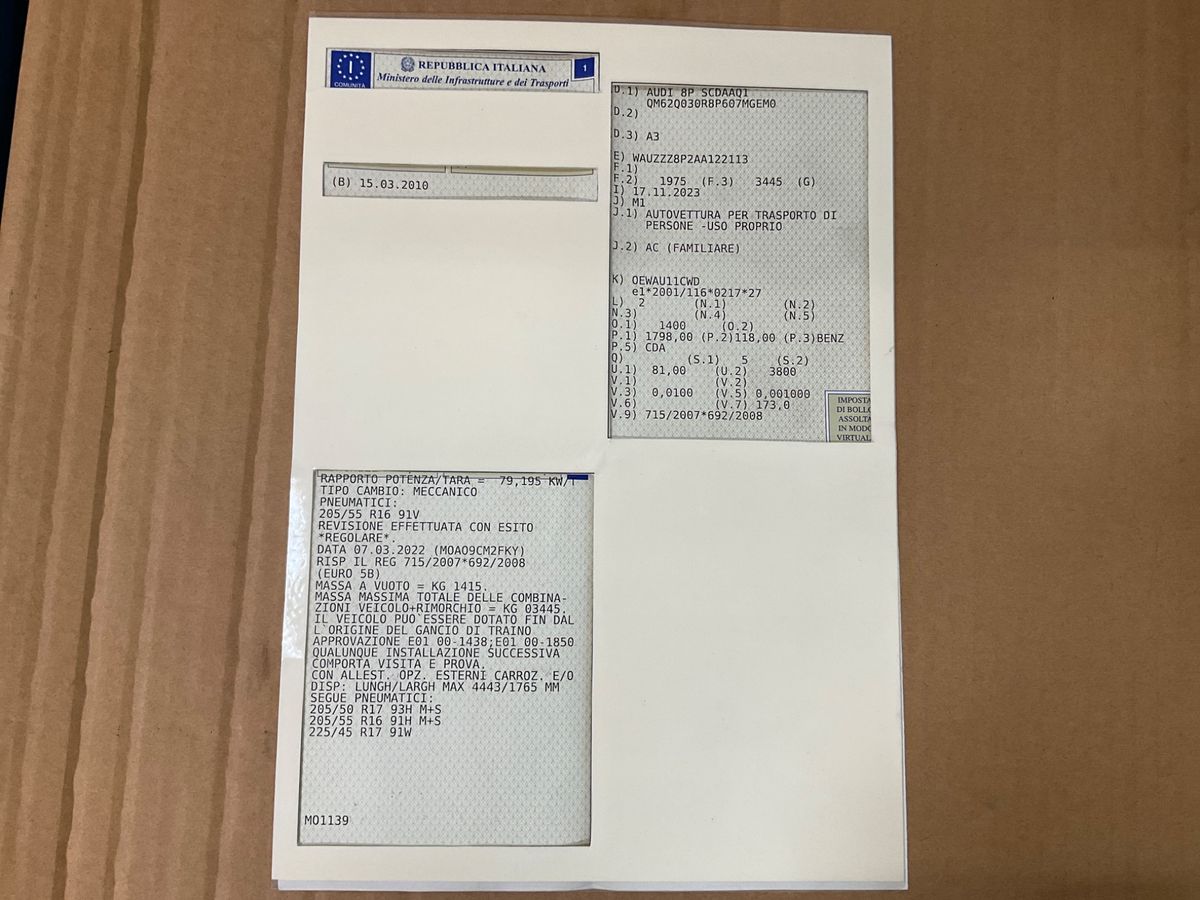 I
COMUNITÀ
REPUBBLICA ITALIANA
1
Ministero delle Infrastrutture e dei Trasporti
(B) 15.03.2010
D.1) AUDI 8P SCDAAQ1
QM62Q030R8P607MGEM0
D.2)
D.3) A3
E) WAUZZZ8P2AA122113
F.1)
F.2) 1975 (F.3) 3445 (G)
I) 17.11.2023
J) M1
J.1) AUTOVETTURA PER TRASPORTO DI
PERSONE -USO PROPRIO
J.2) AC (FAMILIARE)
K) OEWAU11CWD
e1*2001/116*0217*27
L) 2 (N.1) (N.2)
N.3) (N.4) (N.5)
O.1) 1400 (O.2)
P.1) 1798,00 (P.2)118,00 (P.3)BENZ
P.5) CDA
Q) (S.1) 5 (S.2)
U.1) 81,00 (U.2) 3800
V.1) (V.2)
V.3) 0,0100 (V.5) 0,001000
V.6) (V.7) 173,0
V.9) 715/2007*692/2008
IMPOSTA
DI BOLLO
ASSOLTA
IN MODO
VIRTUAL
RAPPORTO POTENZA/TARA = 79,195 KW/T
TIPO CAMBIO: MECCANICO
PNEUMATICI:
205/55 R16 91V
REVISIONE EFFETTUATA CON ESITO
*REGOLARE*.
DATA 07.03.2022 (MOAO9CM2FKY)
RISP IL REG 715/2007*692/2008
(EURO 5B)
MASSA A VUOTO = KG 1415.
MASSA MASSIMA TOTALE DELLE COMBINA-
ZIONI VEICOLO+RIMORCHIO = KG 03445.
IL VEICOLO PUO`ESSERE DOTATO FIN DAL
L`ORIGINE DEL GANCIO DI TRAINO
APPROVAZIONE E01 00-1438;E01 00-1850
QUALUNQUE INSTALLAZIONE SUCCESSIVA
COMPORTA VISITA E PROVA.
CON ALLEST. OPZ. ESTERNI CARROZ. E/O
DISP: LUNGH/LARGH MAX 4443/1765 MM
SEGUE PNEUMATICI:
205/50 R17 93H M+S
205/55 R16 91H M+S
225/45 R17 91W
MO1139